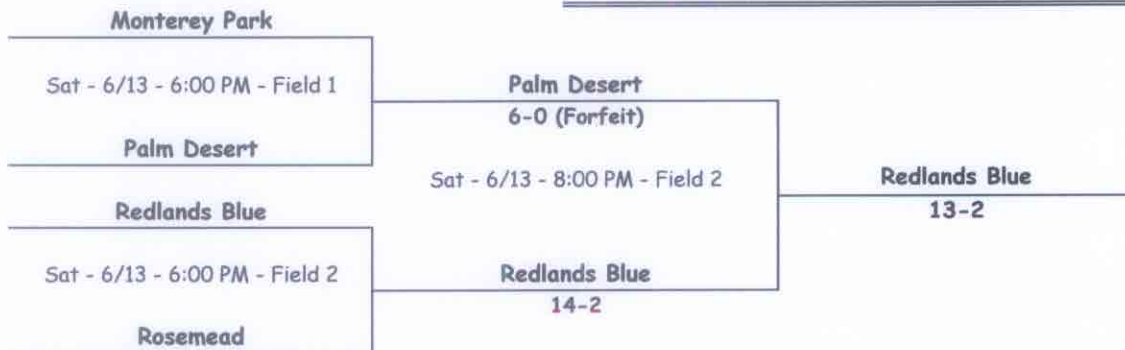 Monterey Park
Sat - 6/13 - 6:00 PM - Field 1
Palm Desert
Palm Desert
6-0 (Forfeit)
Sat - 6/13 - 8:00 PM - Field 2
Redlands Blue
13-2
Redlands Blue
Sat - 6/13 - 6:00 PM - Field 2
Redlands Blue
14-2
Rosemead